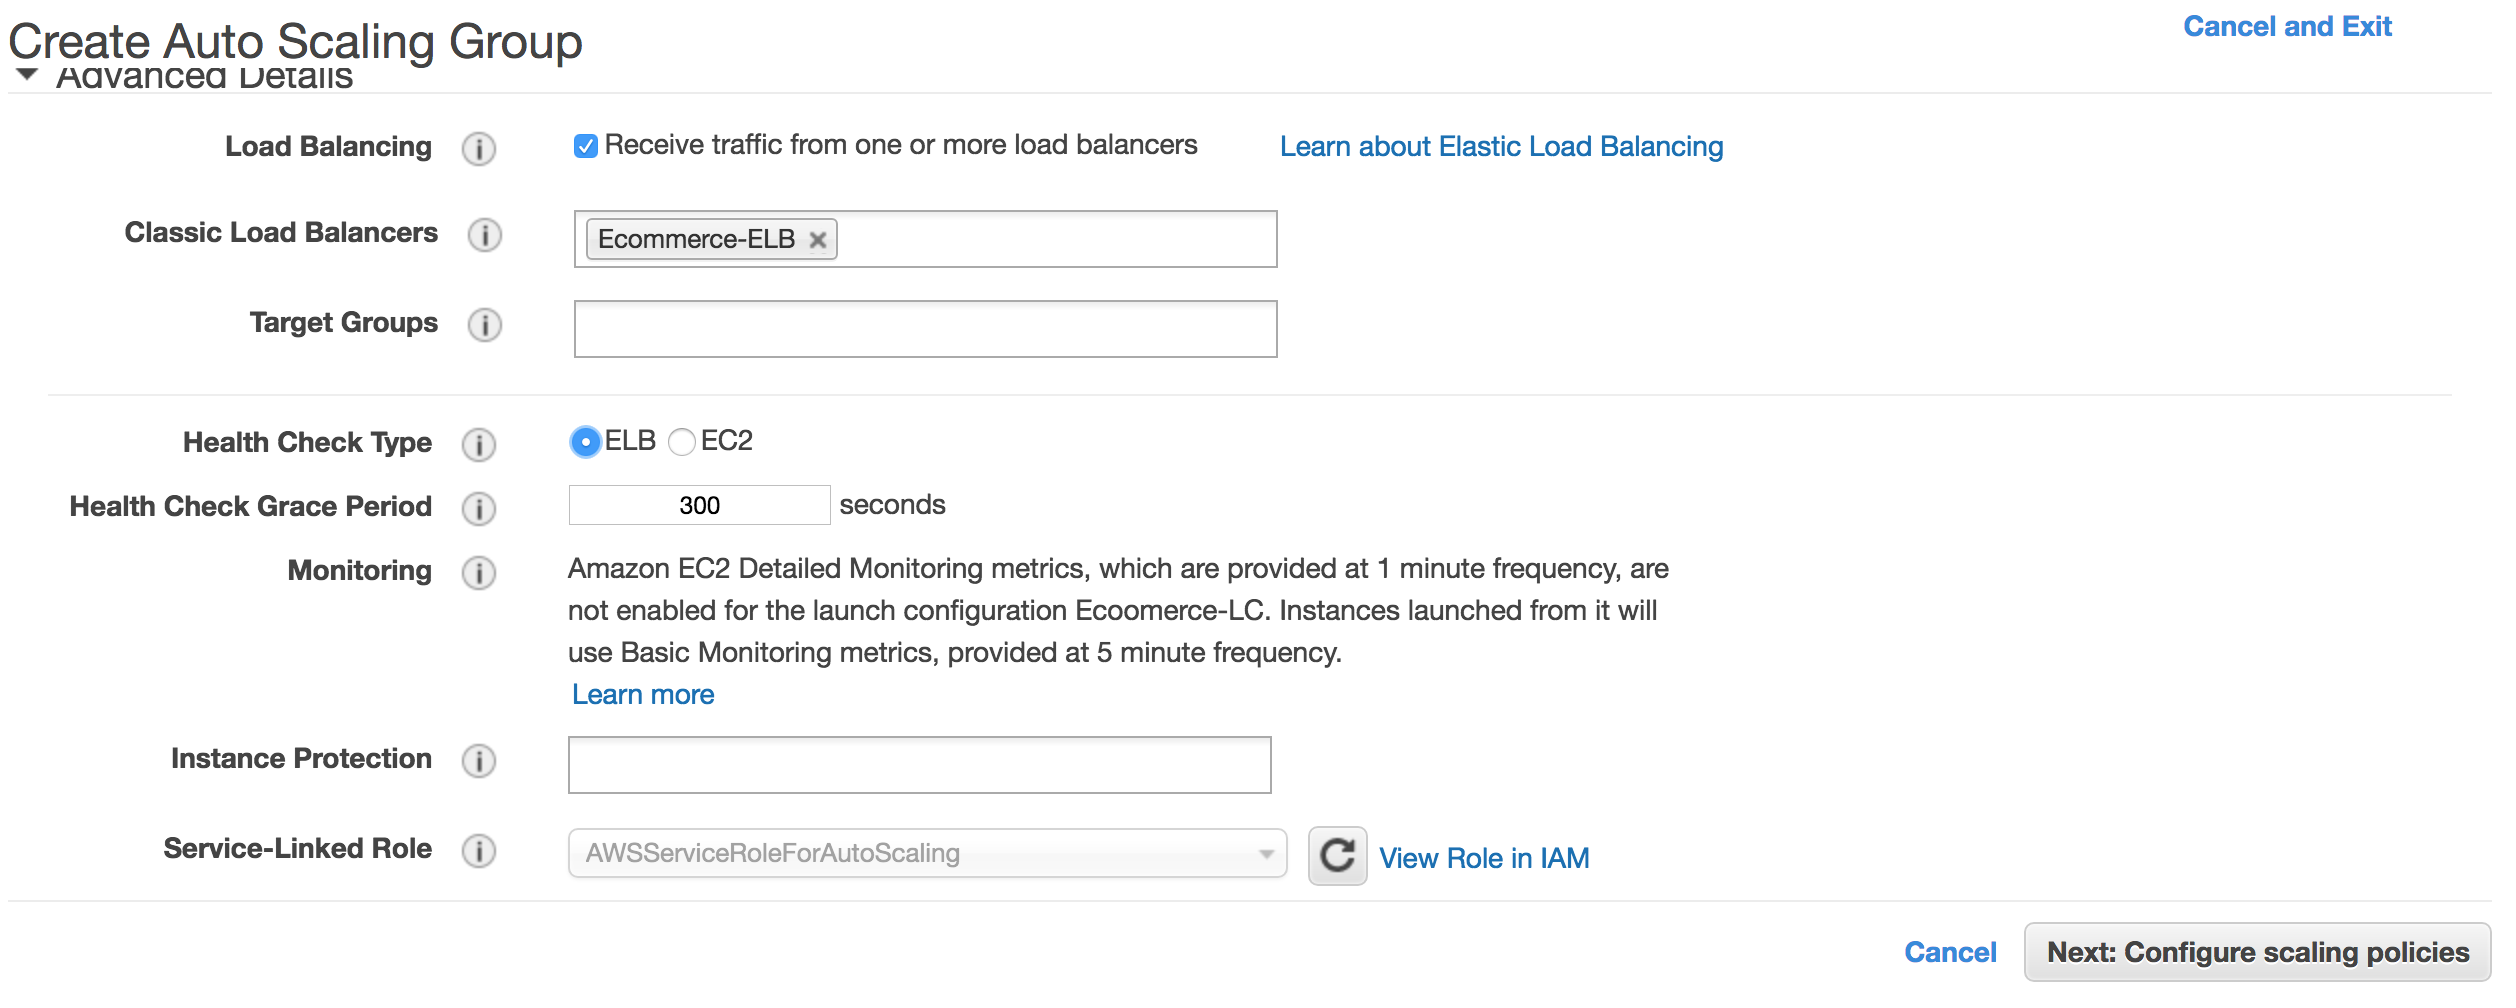 Create Auto Scaling Group
Cancel and Exit
Advanced Details
Load Balancing
Receive traffic from one or more load balancers
Learn about Elastic Load Balancing
Classic Load Balancers
Ecommerce-ELB
Target Groups
Health Check Type
ELB EC2
Health Check Grace Period
300 seconds
Monitoring
Amazon EC2 Detailed Monitoring metrics, which are provided at 1 minute frequency, are
not enabled for the launch configuration Ecoomerce-LC. Instances launched from it will
use Basic Monitoring metrics, provided at 5 minute frequency.
Learn more
Instance Protection
Service-Linked Role
AWSServiceRoleForAutoScaling
View Role in IAM
Cancel
Next: Configure scaling policies